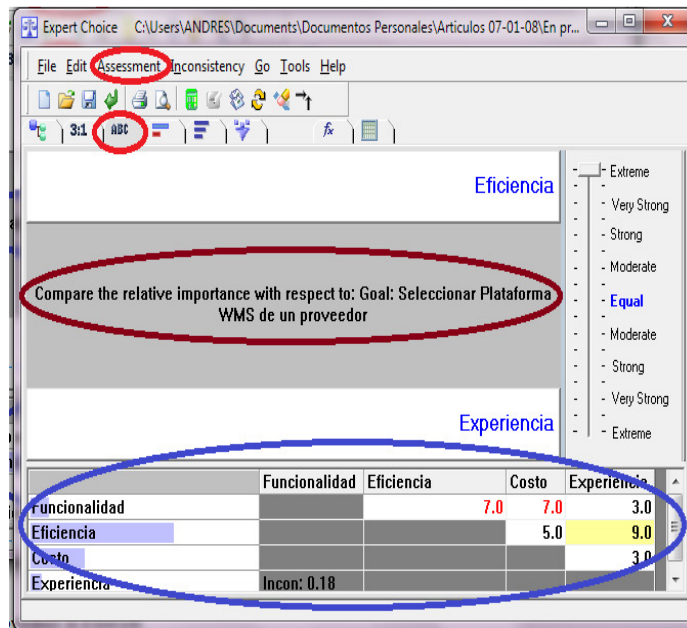 Expert Choice C:\Users\ANDRES\Documents\Documentos Personales\Articulos 07-01-08\En pr...
File Edit Assessment Inconsistency Go Tools Help
3:1 ABC fx
Eficiencia
Compare the relative importance with respect to: Goal: Seleccionar Plataforma
WMS de un proveedor
Experiencia
Extreme
Very Strong
Strong
Moderate
Equal
Moderate
Strong
Very Strong
Extreme
Funcionalidad Eficiencia Costo Experiencia
Funcionalidad 7.0 7.0 3.0
Eficiencia 5.0 9.0
Costo 3.0
Experiencia Incon: 0.18